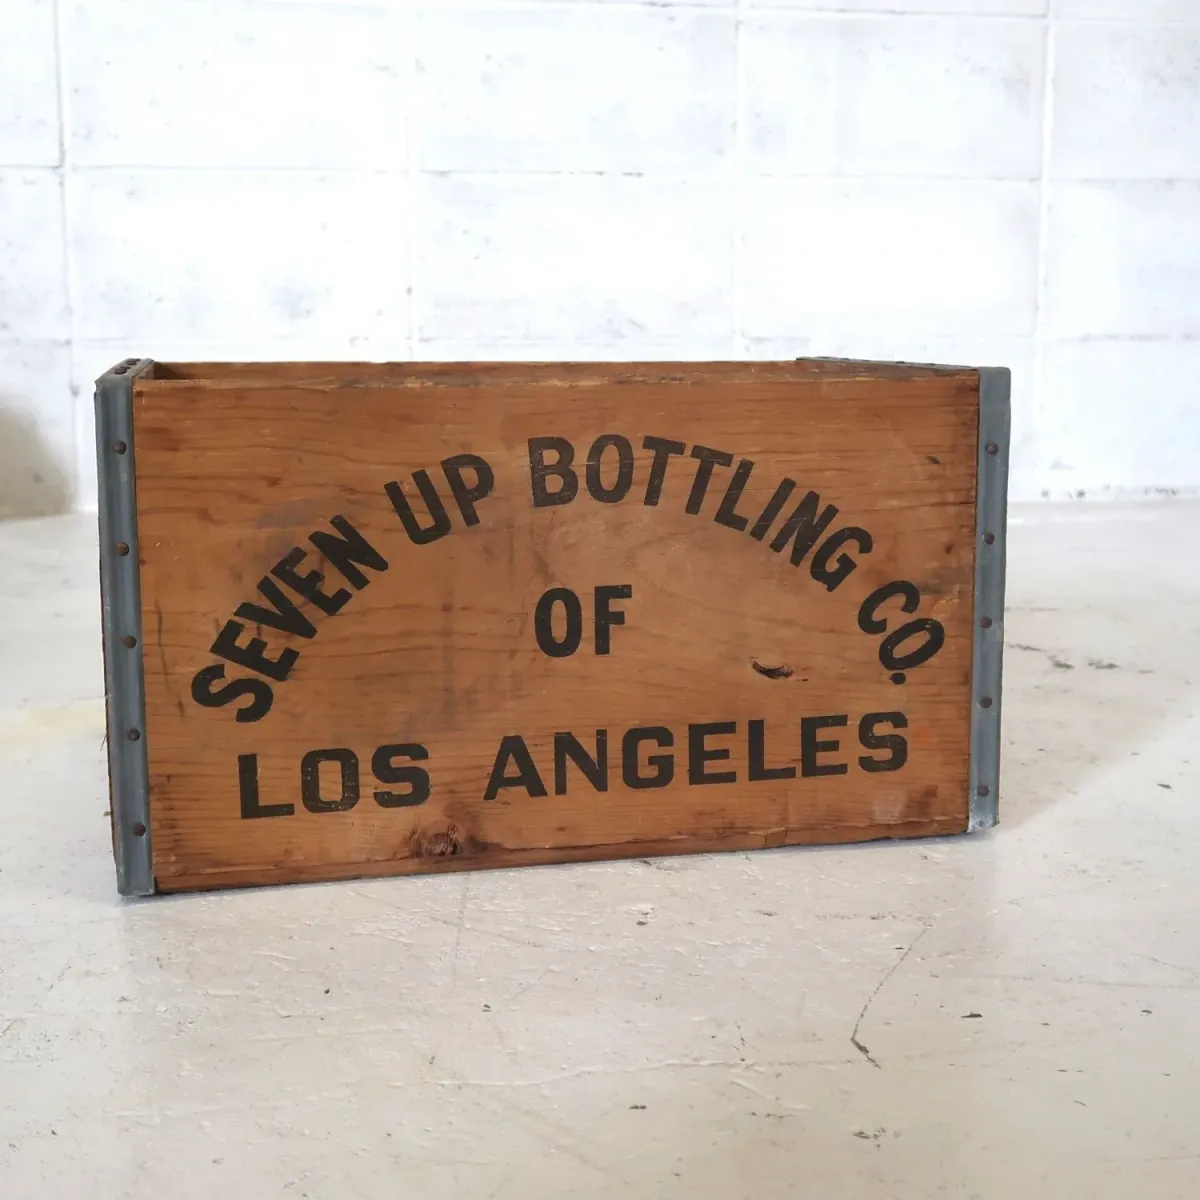 SEVEN UP BOTTLING CO.
OF
LOS ANGELES